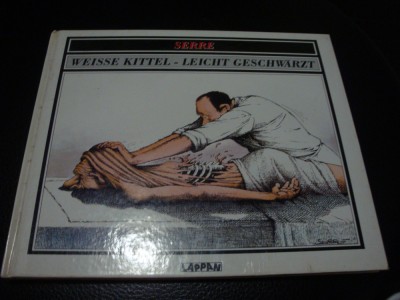 SERRE
WEISSE KITTEL - LEICHT GESCHWÄRZT
LAPPAN